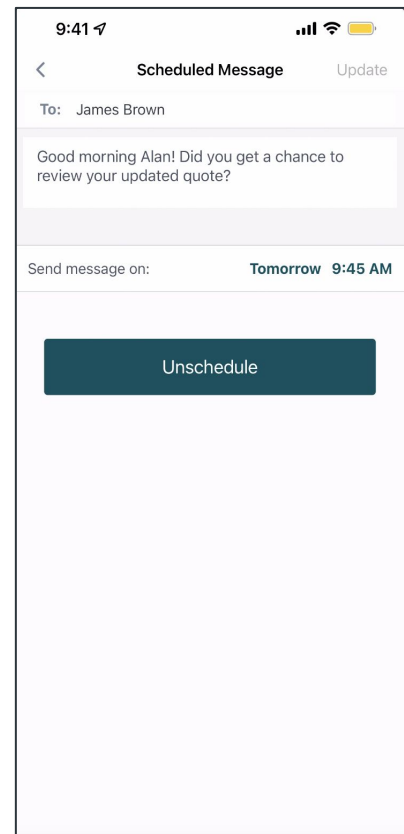 9:41
Scheduled Message Update
To: James Brown
Good morning Alan! Did you get a chance to
review your updated quote?
Send message on: Tomorrow 9:45 AM
Unschedule